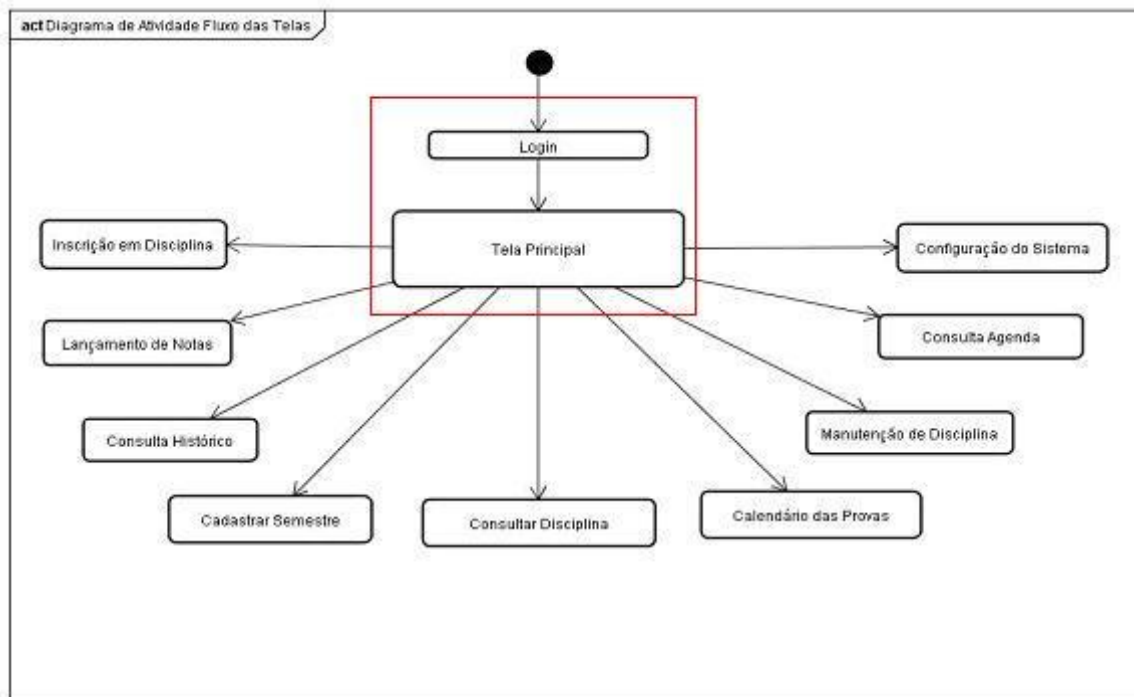 act Diagrama de Atividade Fluxo das Telas
Login
Tela Principal
Inscrição em Disciplina
Configuração do Sistema
Lançamento de Notas
Consulta Agenda
Consulta Histórico
Manutenção de Disciplina
Cadastrar Semestre
Consultar Disciplina
Calendário das Provas